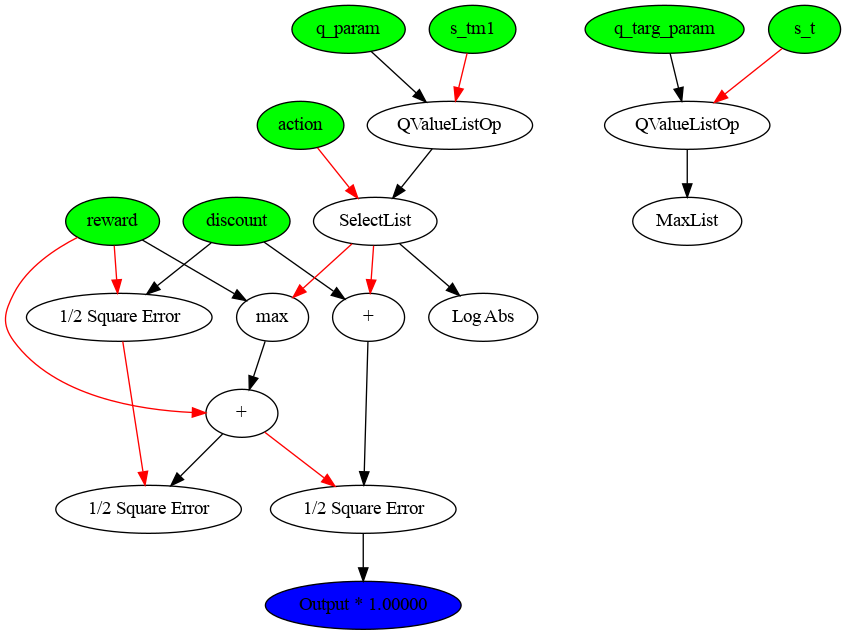 q_param
s_tm1
q_targ_param
s_t
action
QValueListOp
QValueListOp
reward
discount
SelectList
MaxList
1/2 Square Error
max
+
Log Abs
+
1/2 Square Error
1/2 Square Error
Output * 1.00000